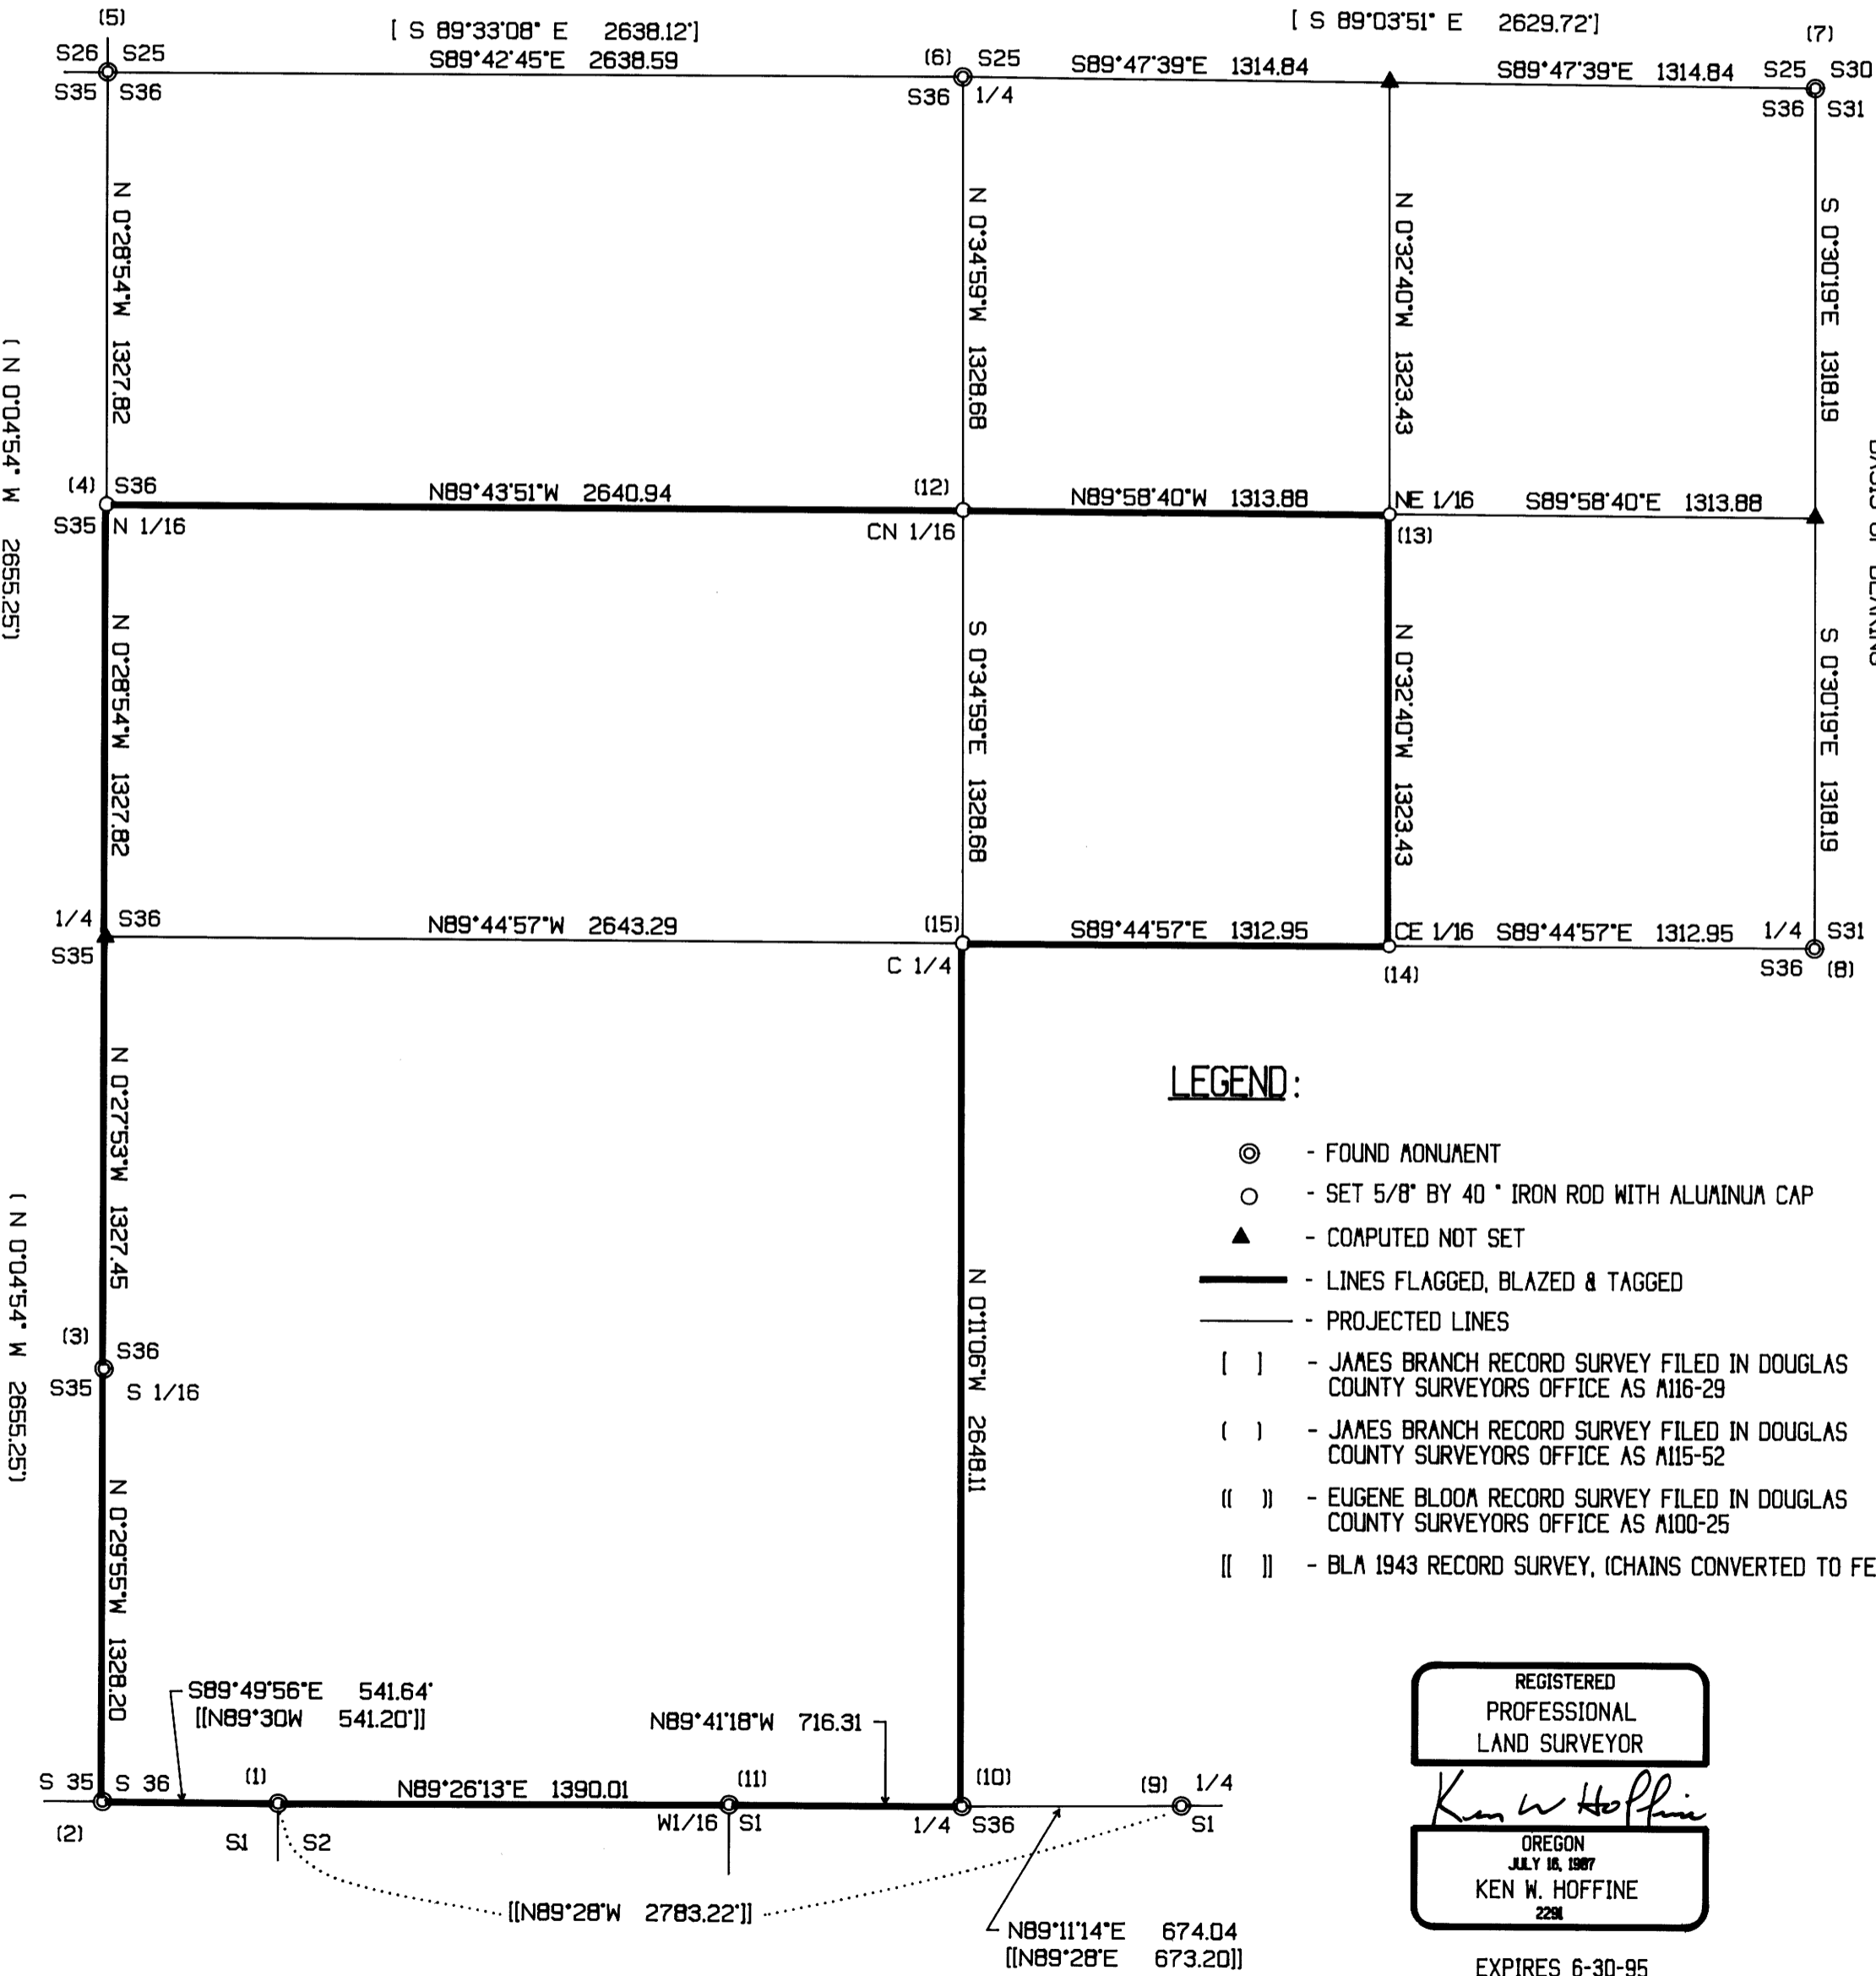 (5)
[ S 89°33'08" E 2638.12']
[ S 89°03'51" E 2629.72']
(7)
S26 S25
S89°42'45"E 2638.59
(6) S25
S89°47'39"E 1314.84
S89°47'39"E 1314.84
S25 S30
S35 S36
S36 1/4
S36 S31
N 0°28'54"W 1327.82
N 0°34'59"W 1328.68
N 0°32'40"W 1323.43
S 0°30'19"E 1318.19
( N 0°04'54" W 2655.25')
BASIS OF BEARING
(4) S36
N89°43'51"W 2640.94
(12)
N89°58'40"W 1313.88
NE 1/16
S89°58'40"E 1313.88
S35 N 1/16
CN 1/16
(13)
N 0°28'54"W 1327.82
S 0°34'59"E 1328.68
N 0°32'40"W 1323.43
S 0°30'19"E 1318.19
1/4 S36
N89°44'57"W 2643.29
(15)
S89°44'57"E 1312.95
CE 1/16
S89°44'57"E 1312.95
1/4 S31
S35
C 1/4
(14)
S36 (8)
N 0°27'53"W 1327.45
N 0°11'06"W 2648.11
( N 0°04'54" W 2655.25')
(3) S36
S35 S 1/16
N 0°29'55"W 1328.20
LEGEND:
- FOUND MONUMENT
- SET 5/8" BY 40 " IRON ROD WITH ALUMINUM CAP
- COMPUTED NOT SET
- LINES FLAGGED, BLAZED & TAGGED
- PROJECTED LINES
[ ] - JAMES BRANCH RECORD SURVEY FILED IN DOUGLAS
COUNTY SURVEYORS OFFICE AS M116-29
( ) - JAMES BRANCH RECORD SURVEY FILED IN DOUGLAS
COUNTY SURVEYORS OFFICE AS M115-52
(( )) - EUGENE BLOOM RECORD SURVEY FILED IN DOUGLAS
COUNTY SURVEYORS OFFICE AS M100-25
[[ ]] - BLM 1943 RECORD SURVEY, (CHAINS CONVERTED TO FE
S89°49'56"E 541.64'
[[N89°30W 541.20']]
N89°41'18"W 716.31
S 35 S 36
(1)
N89°26'13"E 1390.01
(11)
(10)
(9) 1/4
(2)
S1 S2
W1/16 S1
1/4 S36
S1
[[N89°28'W 2783.22']]
N89°11'14"E 674.04
[[N89°28'E 673.20]]
REGISTERED
PROFESSIONAL
LAND SURVEYOR
Ken W Hoffine
OREGON
JULY 16, 1987
KEN W. HOFFINE
2291
EXPIRES 6-30-95